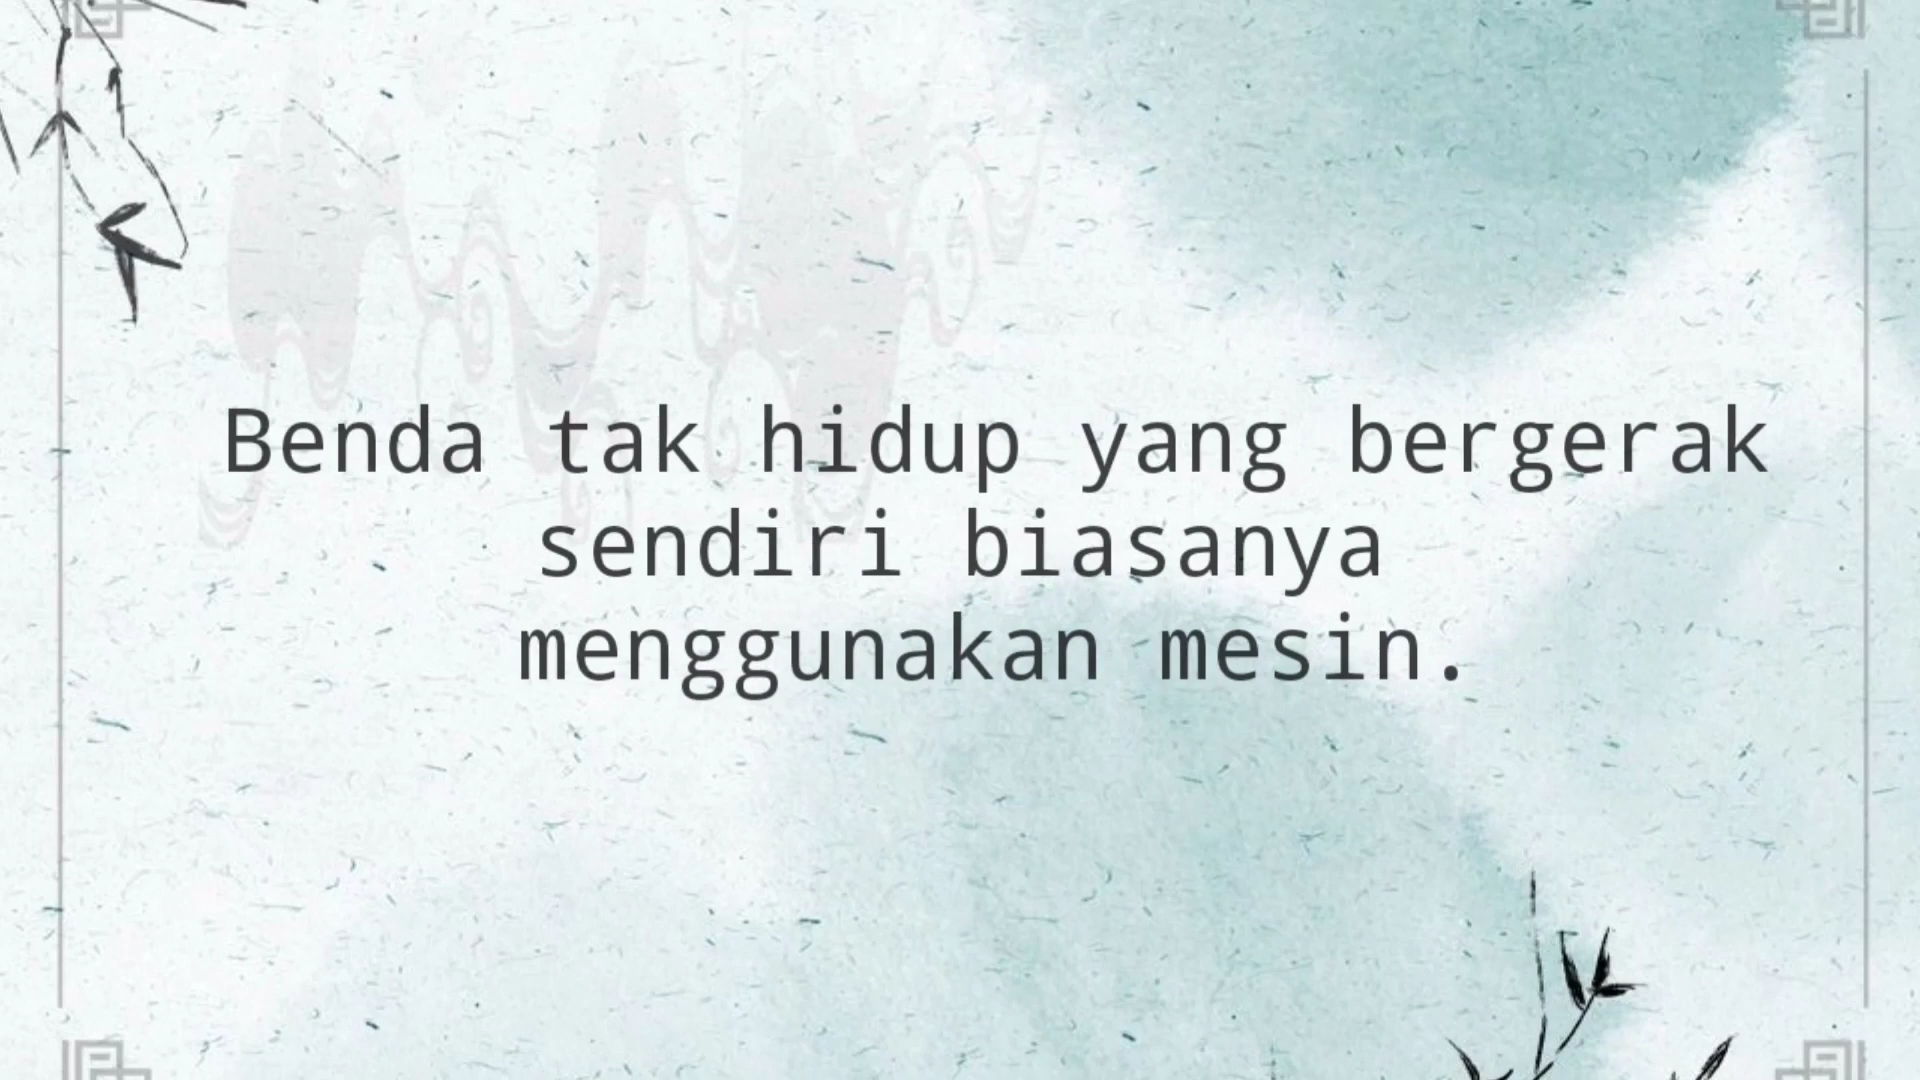 Benda tak hidup yang bergerak
sendiri biasanya
menggunakan mesin.